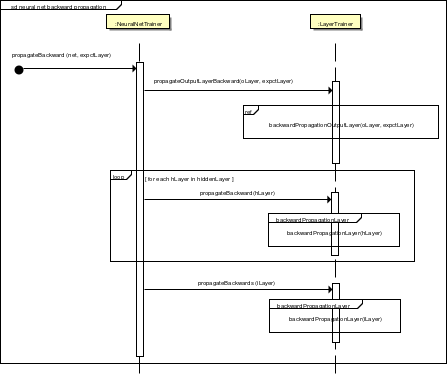 sd neural net backward propagation
:NeuralNetTrainer
:LayerTrainer
propagateBackward (net, expctLayer)
propagateOutputLayerBackward(oLayer, expctLayer)
ref
backwardPropagationOutputLayer(oLayer, expctLayer)
loop
[ for each hLayer in hiddenLayer ]
propagateBackward(hLayer)
backwardPropagationLayer
backwardPropagationLayer(hLayer)
propagateBackwards (iLayer)
backwardPropagationLayer
backwardPropagationLayer(iLayer)